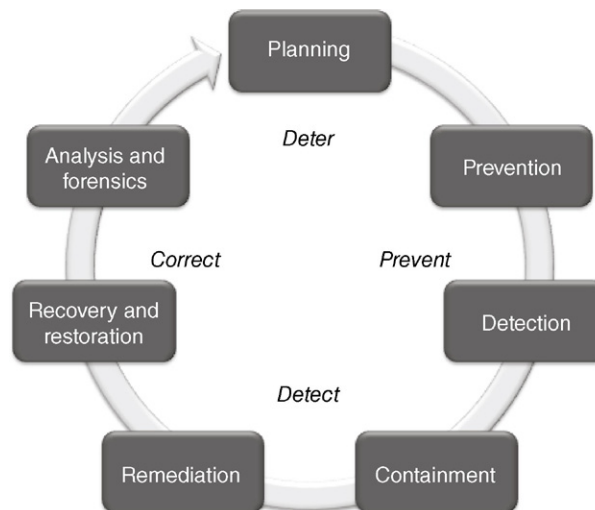 Planning
Deter
Analysis and
forensics
Prevention
Correct
Prevent
Recovery and
restoration
Detection
Detect
Remediation
Containment